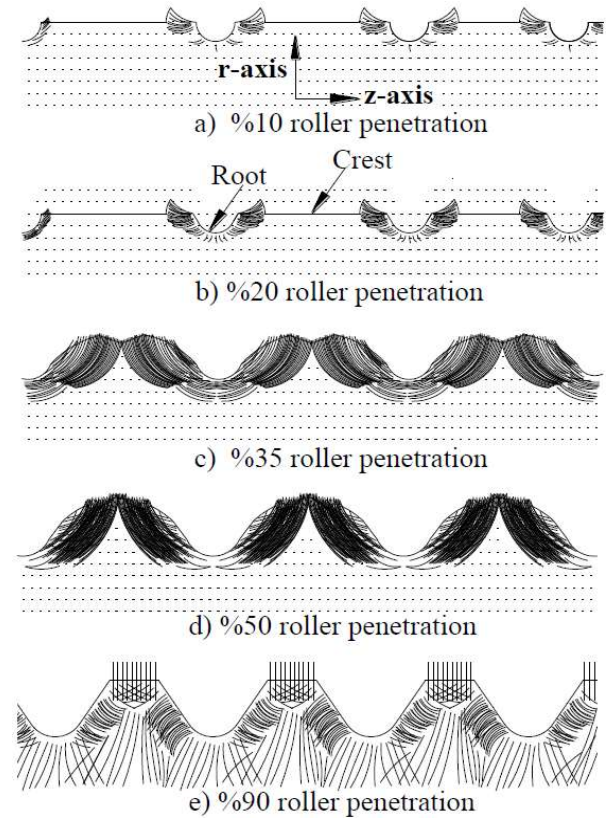 r-axis
z-axis
a) %10 roller penetration
Root
Crest
b) %20 roller penetration
c) %35 roller penetration
d) %50 roller penetration
e) %90 roller penetration